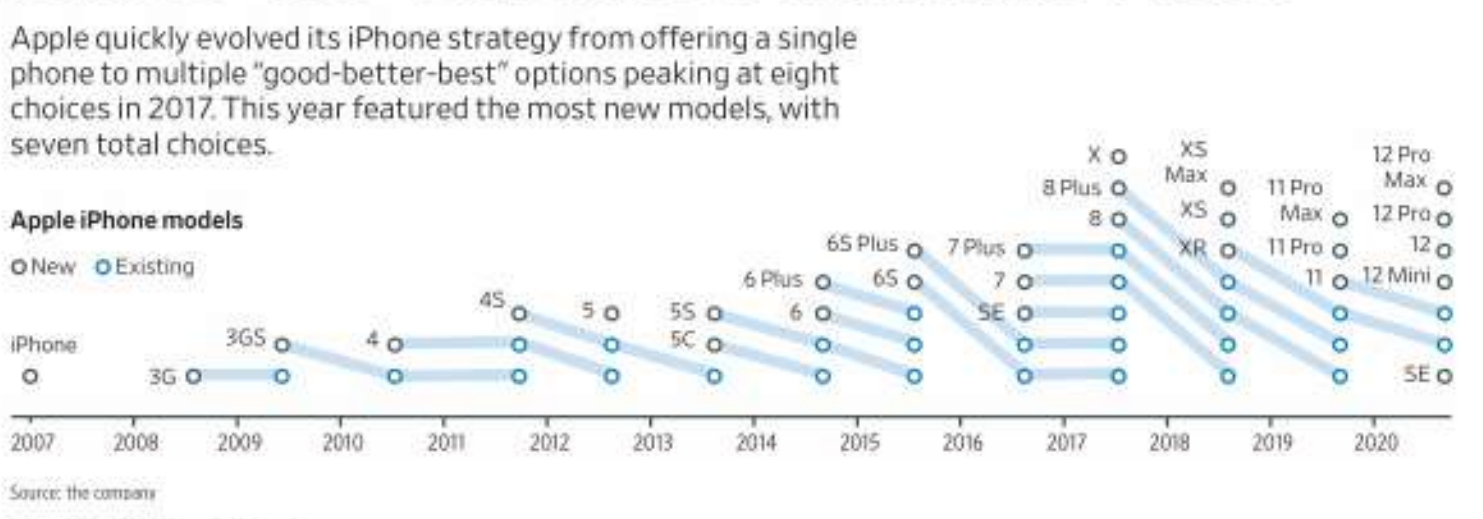 Apple quickly evolved its iPhone strategy from offering a single
phone to multiple “good-better-best” options peaking at eight
choices in 2017. This year featured the most new models, with
seven total choices.
Apple iPhone models
New Existing
iPhone
3G
3GS
4
4S
5
5S
5C
6 Plus
6
6S Plus
6S
7 Plus
7
SE
X
8 Plus
8
XS
Max
XS
XR
11 Pro
Max
11 Pro
11
12 Pro
Max
12 Pro
12
12 Mini
SE
2007 2008 2009 2010 2011 2012 2013 2014 2015 2016 2017 2018 2019 2020
Source: the company